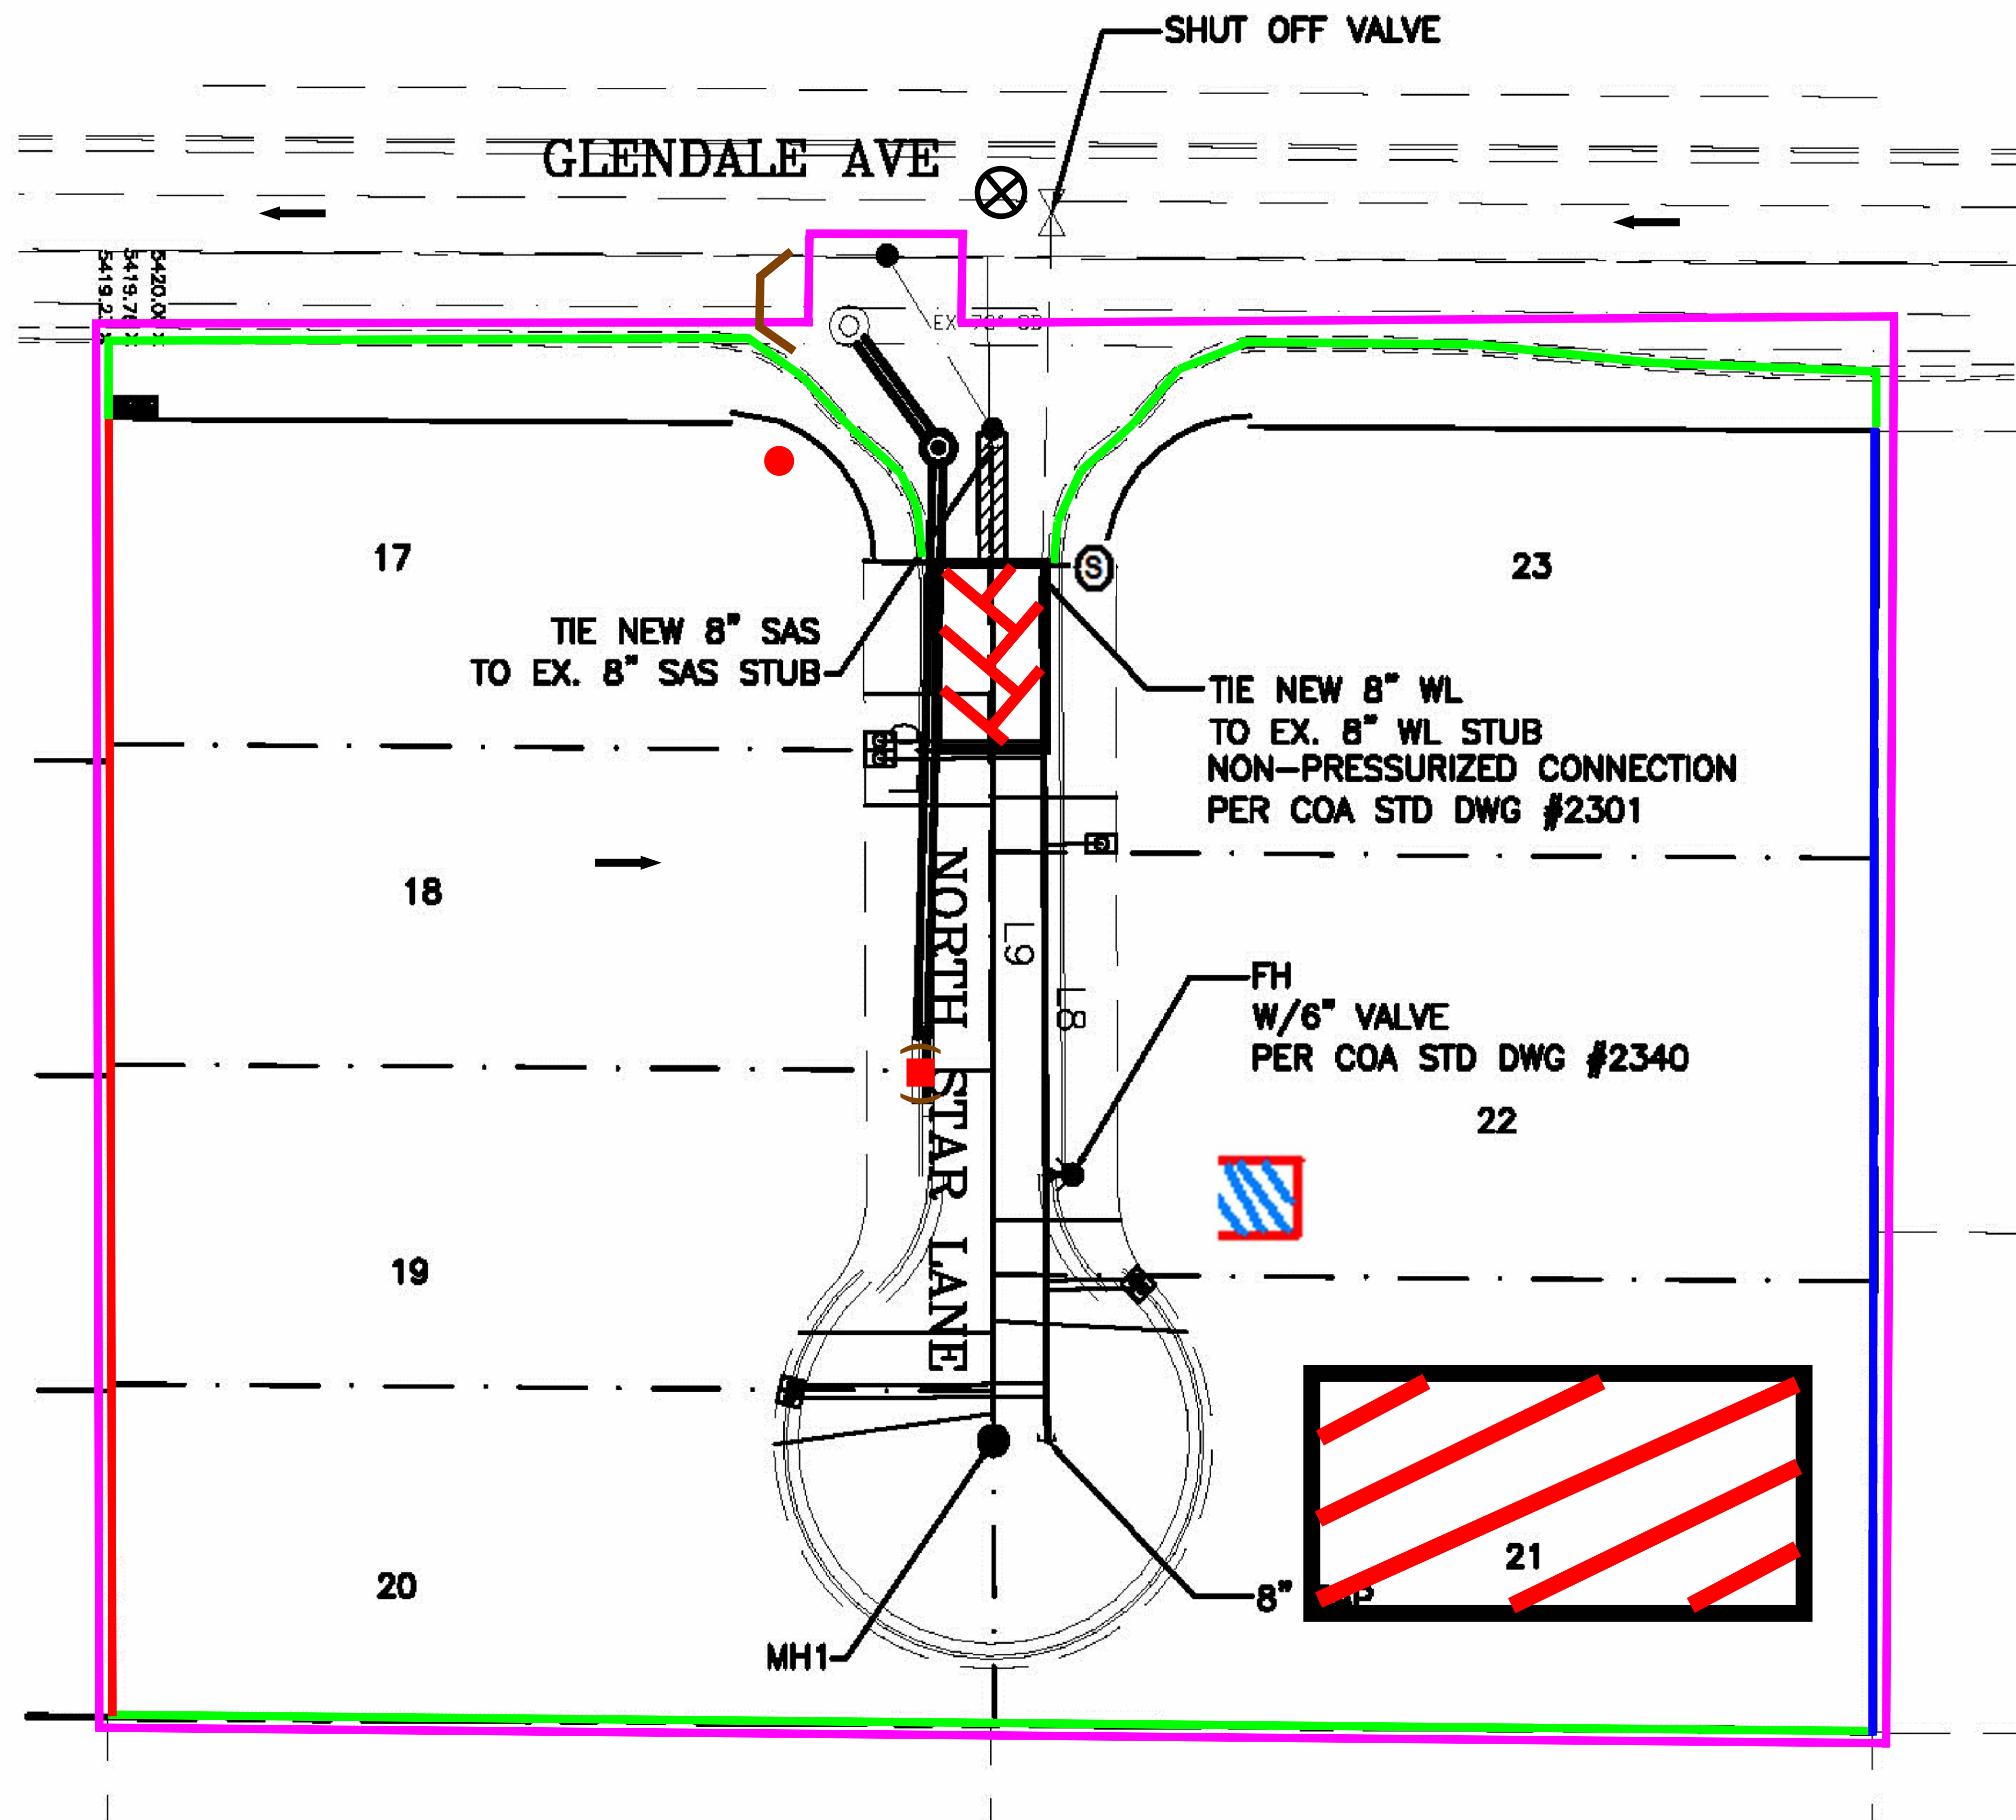 SHUT OFF VALVE
GLENDALE AVE
17
23
S
TIE NEW 8" SAS
TO EX. 8" SAS STUB
TIE NEW 8" WL
TO EX. 8" WL STUB
NON-PRESSURIZED CONNECTION
PER COA STD DWG #2301
18
NORTH STAR LANE
L9
L8
FH
W/6" VALVE
PER COA STD DWG #2340
22
19
20
21
8"
MH1